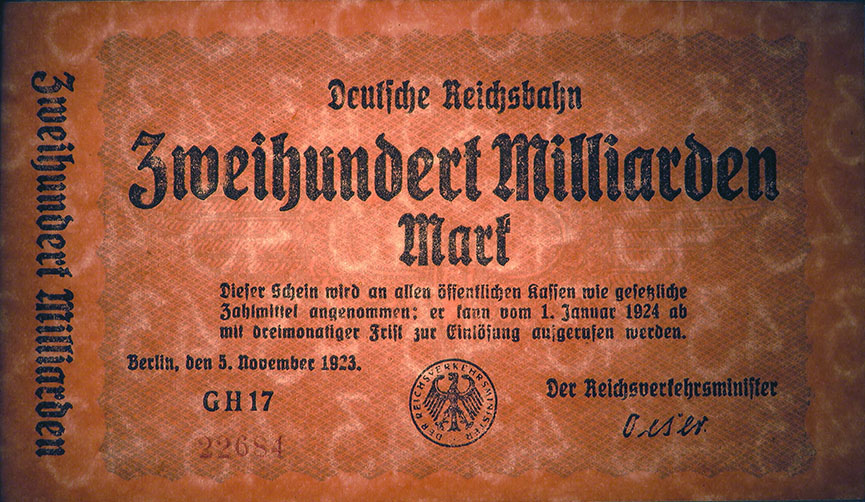 Zweihundert Milliarden
Deutsche Reichsbahn
Zweihundert Milliarden
Mark
Dieser Schein wird an allen öffentlichen Kassen wie gesetzliche
Zahlmittel angenommen; er kann vom 1. Januar 1924 ab
mit dreimonatiger Frist zur Einlösung aufgerufen werden.
Berlin, den 5. November 1923.
GH17
22684
DER REICHSVERKEHRSMINISTER
Der Reichsverkehrsminister
Oeser